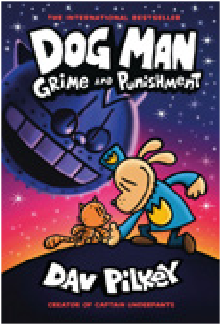 THE INTERNATIONAL BESTSELLER
DOG MAN
GRIME AND PUNISHMENT
DAV PILKEY
CREATOR OF CAPTAIN UNDERPANTS